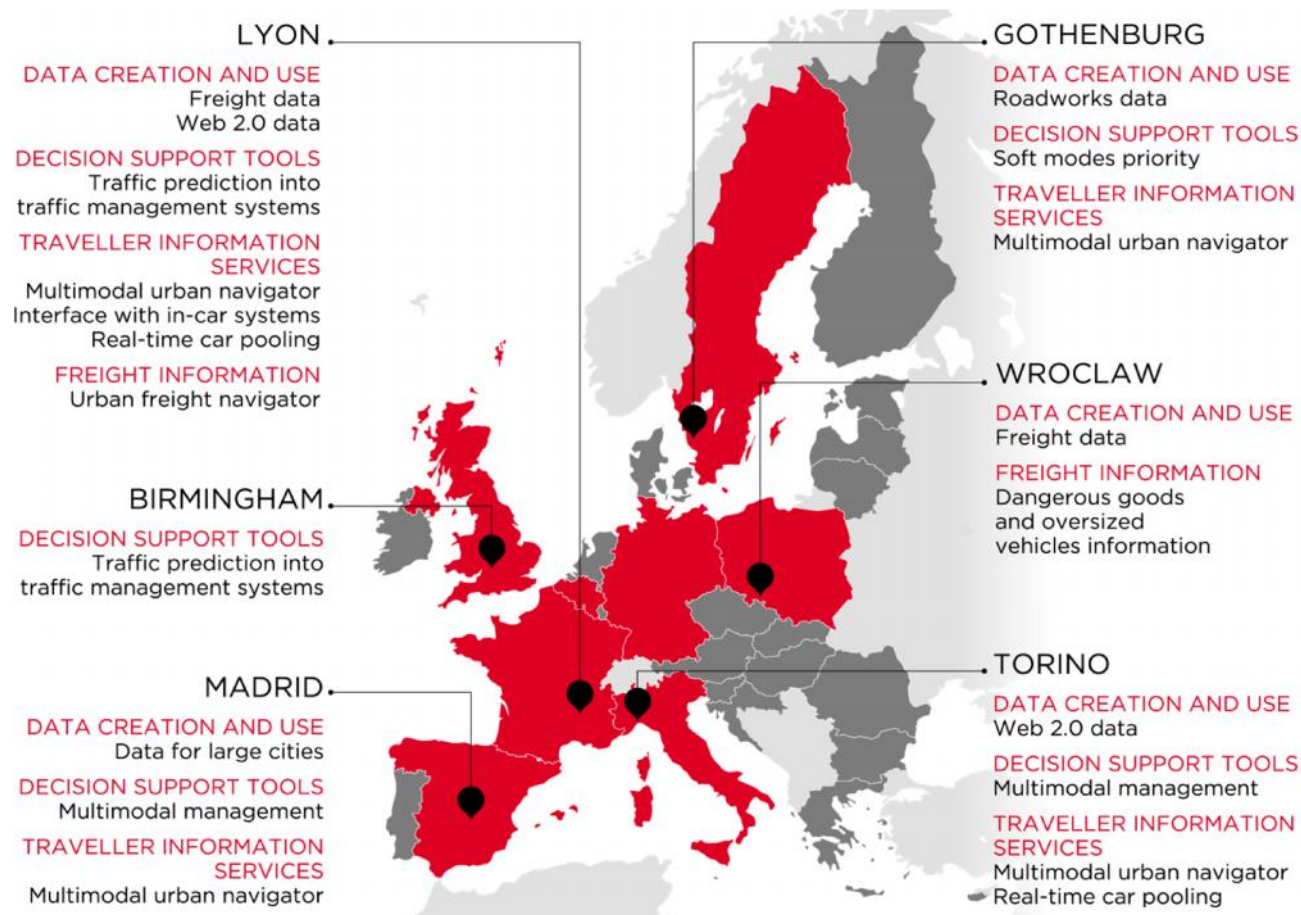 LYON
DATA CREATION AND USE
Freight data
Web 2.0 data
DECISION SUPPORT TOOLS
Traffic prediction into
traffic management systems
TRAVELLER INFORMATION
SERVICES
Multimodal urban navigator
Interface with in-car systems
Real-time car pooling
FREIGHT INFORMATION
Urban freight navigator
BIRMINGHAM
DECISION SUPPORT TOOLS
Traffic prediction into
traffic management systems
MADRID
DATA CREATION AND USE
Data for large cities
DECISION SUPPORT TOOLS
Multimodal management
TRAVELLER INFORMATION
SERVICES
Multimodal urban navigator
GOTHENBURG
DATA CREATION AND USE
Roadworks data
DECISION SUPPORT TOOLS
Soft modes priority
TRAVELLER INFORMATION
SERVICES
Multimodal urban navigator
WROCLAW
DATA CREATION AND USE
Freight data
FREIGHT INFORMATION
Dangerous goods
and oversized
vehicles information
TORINO
DATA CREATION AND USE
Web 2.0 data
DECISION SUPPORT TOOLS
Multimodal management
TRAVELLER INFORMATION
SERVICES
Multimodal urban navigator
Real-time car pooling